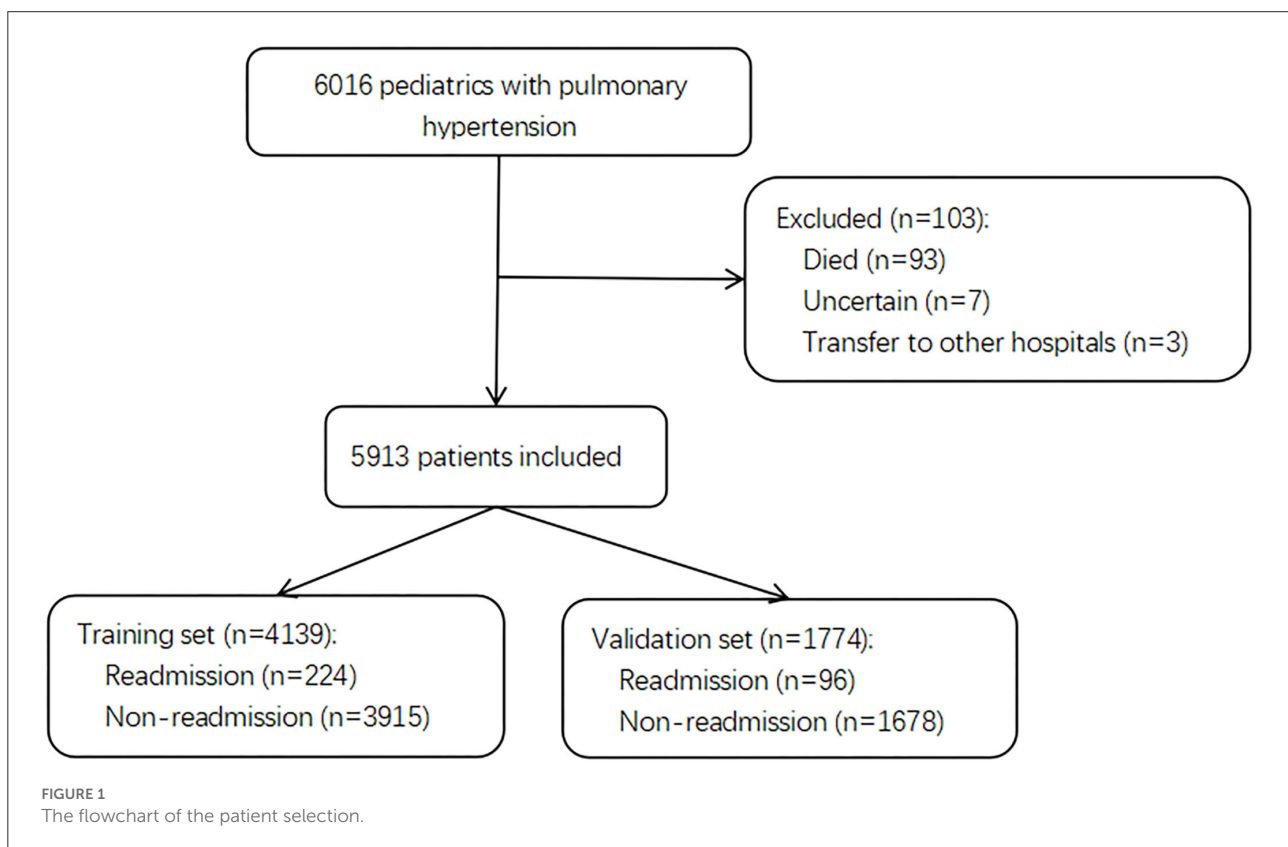 6016 pediatrics with pulmonary
hypertension
Excluded (n=103):
Died (n=93)
Uncertain (n=7)
Transfer to other hospitals (n=3)
5913 patients included
Training set (n=4139):
Readmission (n=224)
Non-readmission (n=3915)
Validation set (n=1774):
Readmission (n=96)
Non-readmission (n=1678)
FIGURE 1
The flowchart of the patient selection.